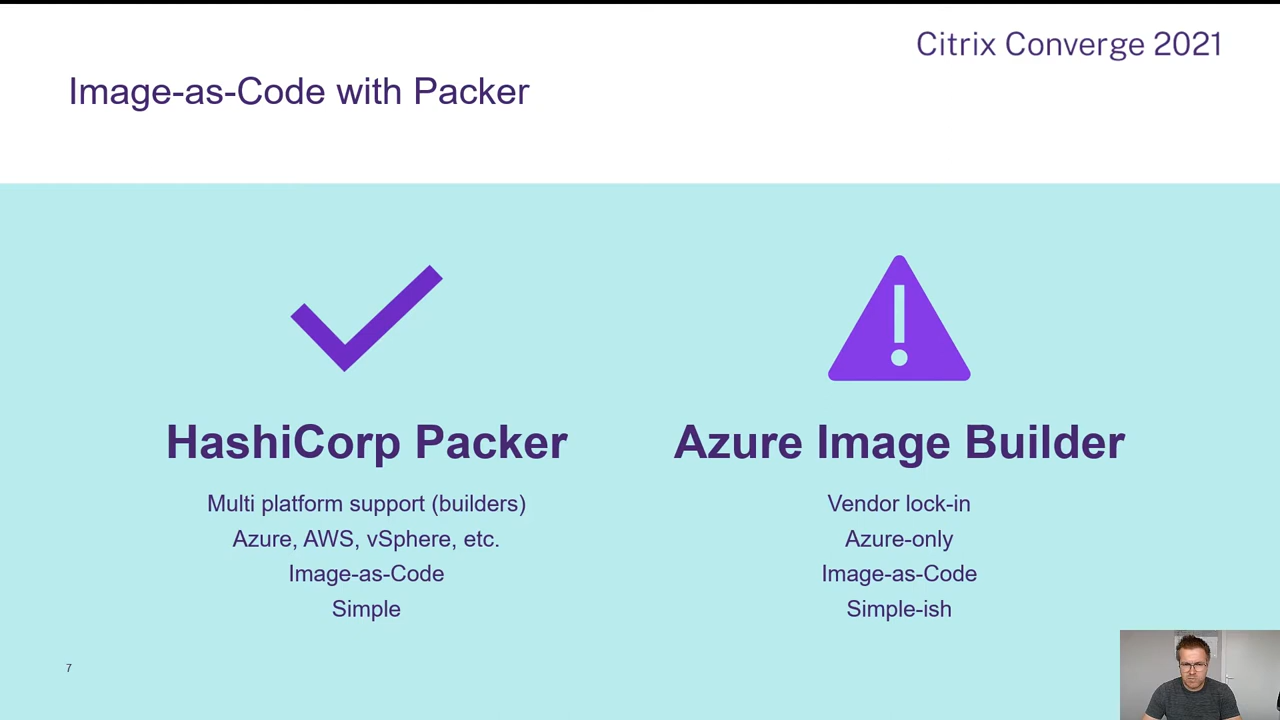 Citrix Converge 2021
Image-as-Code with Packer
HashiCorp Packer
Multi platform support (builders)
Azure, AWS, vSphere, etc.
Image-as-Code
Simple
Azure Image Builder
Vendor lock-in
Azure-only
Image-as-Code
Simple-ish
7